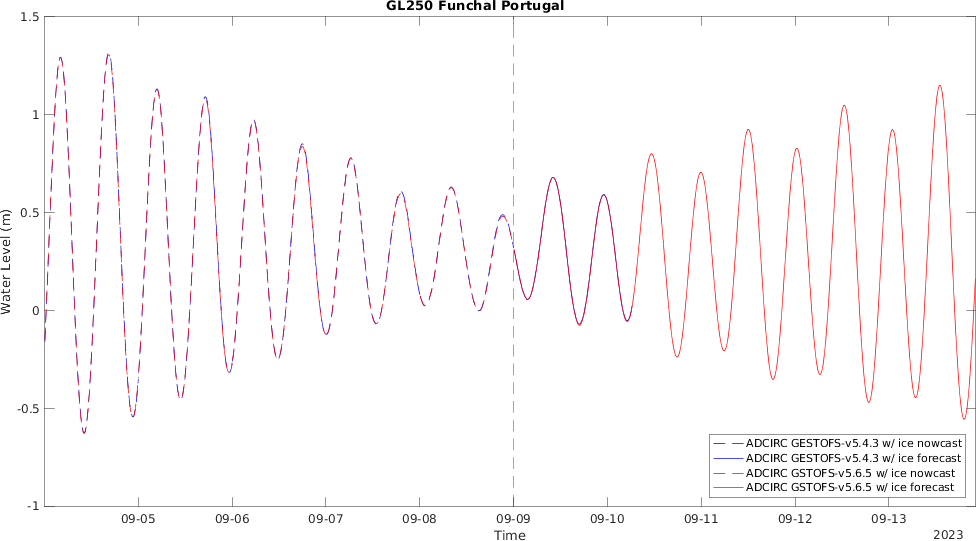 GL250 Funchal Portugal
1.5
1
0.5
0
-0.5
-1
Water Level (m)
09-05 09-06 09-07 09-08 09-09 09-10 09-11 09-12 09-13
Time
2023
ADCIRC GESTOFS-v5.4.3 w/ ice nowcast
ADCIRC GESTOFS-v5.4.3 w/ ice forecast
ADCIRC GSTOFS-v5.6.5 w/ ice nowcast
ADCIRC GSTOFS-v5.6.5 w/ ice forecast